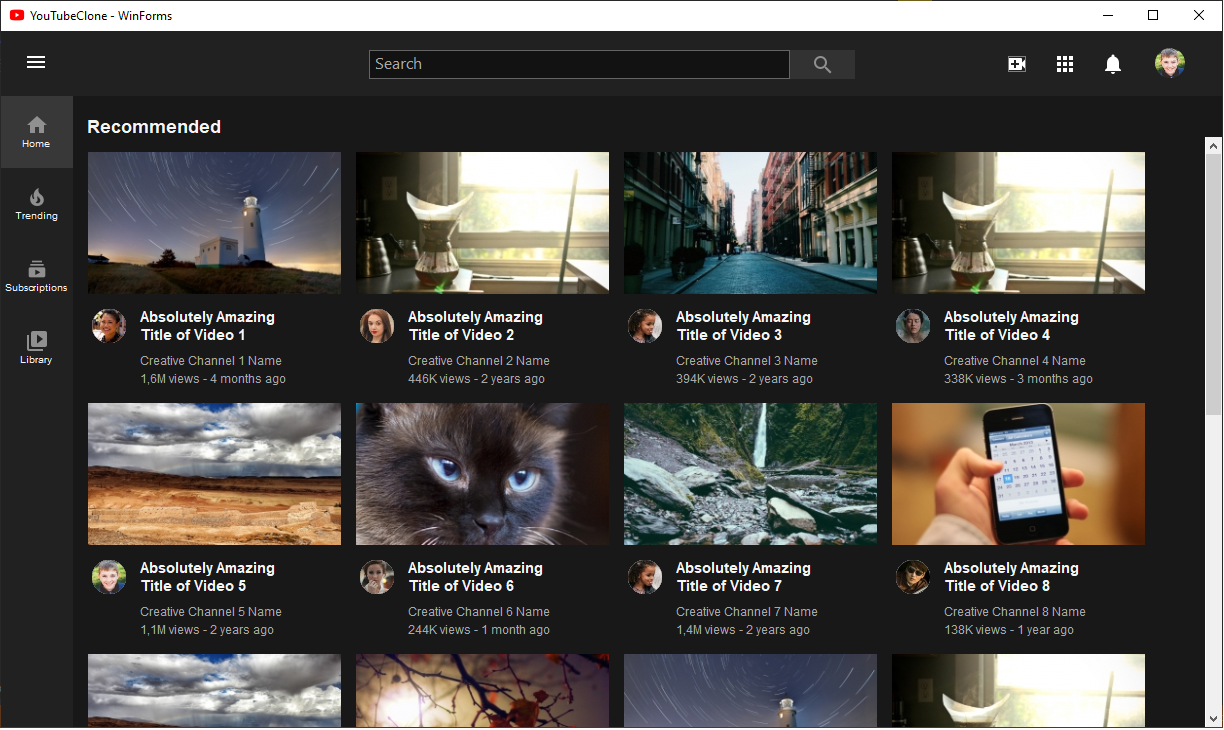 YouTubeClone - WinForms
Search
Home
Trending
Subscriptions
Library
Recommended
Absolutely Amazing
Title of Video 1
Creative Channel 1 Name
1,6M views - 4 months ago
Absolutely Amazing
Title of Video 2
Creative Channel 2 Name
446K views - 2 years ago
Absolutely Amazing
Title of Video 3
Creative Channel 3 Name
394K views - 2 years ago
Absolutely Amazing
Title of Video 4
Creative Channel 4 Name
338K views - 3 months ago
Absolutely Amazing
Title of Video 5
Creative Channel 5 Name
1,1M views - 2 years ago
Absolutely Amazing
Title of Video 6
Creative Channel 6 Name
244K views - 1 month ago
Absolutely Amazing
Title of Video 7
Creative Channel 7 Name
1,4M views - 2 years ago
Absolutely Amazing
Title of Video 8
Creative Channel 8 Name
138K views - 1 year ago